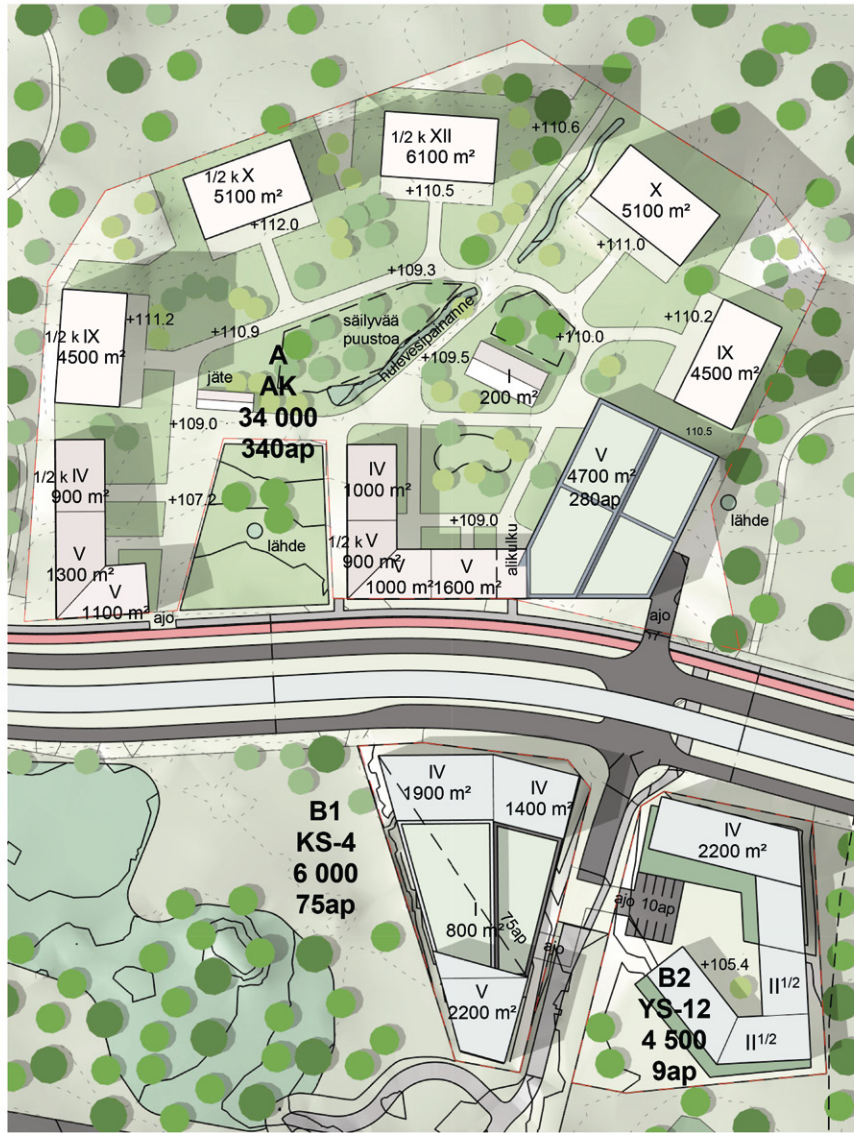 1/2 k XII
6100 m²
+110.6
1/2 k X
5100 m²
+110.5
X
5100 m²
+112.0
+111.0
+109.3
1/2 k IX
4500 m²
+111.2
+110.9
säilyvää
puustoa
hulevesipainanne
+109.5
+110.0
+110.2
IX
4500 m²
jäte
A
AK
34 000
340ap
I
200 m²
+109.0
110.5
1/2 k IV
900 m²
+107.2
IV
1000 m²
V
4700 m²
280ap
lähde
lähde
+109.0
alikulku
V
1300 m²
V
1100 m²
1/2 k V
900 m²
V
1000 m²
V
1600 m²
ajo
ajo
IV
1900 m²
IV
1400 m²
B1
KS-4
6 000
75ap
IV
2200 m²
ajo
10ap
I
800 m²
75ap
ajo
V
2200 m²
+105.4
B2
YS-12
4 500
9ap
II1/2
II1/2